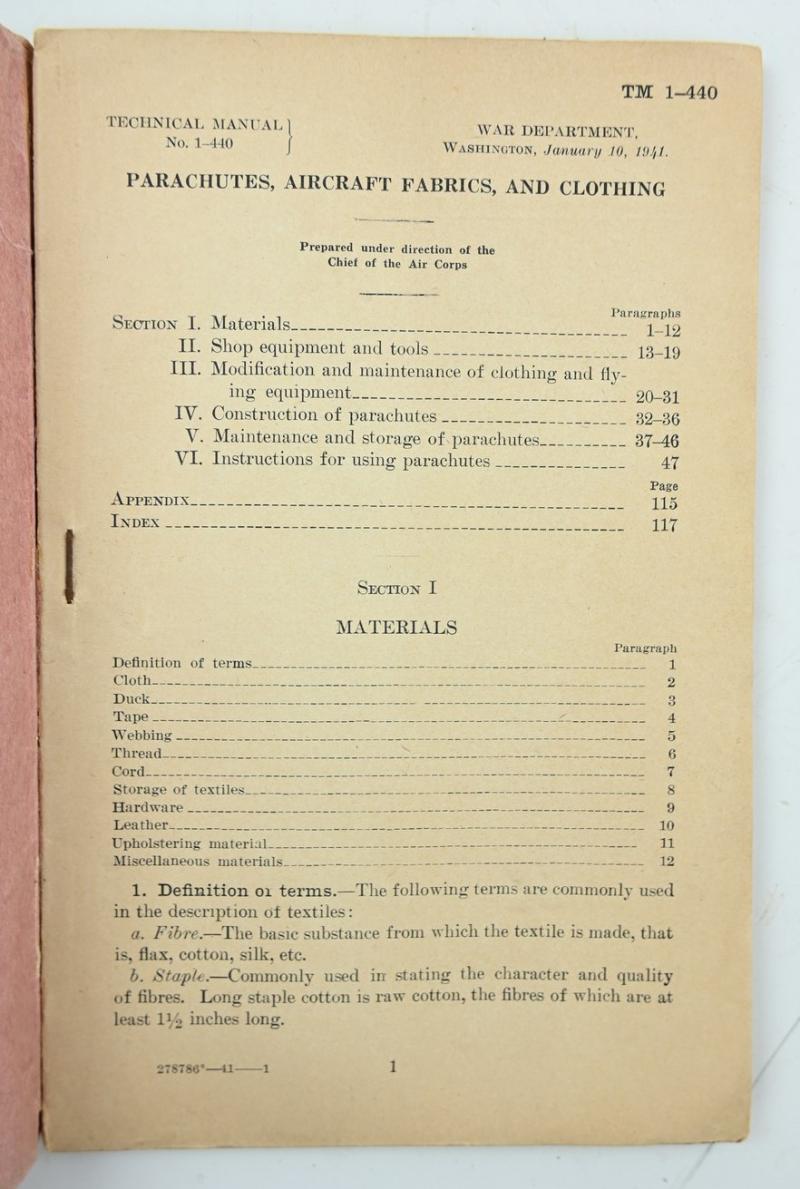 TM 1–440
TECHNICAL MANUAL
No. 1–440
WAR DEPARTMENT,
WASHINGTON, January 10, 1941.
PARACHUTES, AIRCRAFT FABRICS, AND CLOTHING
Prepared under direction of the
Chief of the Air Corps
Paragraphs
SECTION I. Materials 1–12
II. Shop equipment and tools 13–19
III. Modification and maintenance of clothing and fly-
ing equipment 20–31
IV. Construction of parachutes 32–36
V. Maintenance and storage of parachutes 37–46
VI. Instructions for using parachutes 47
Page
APPENDIX 115
INDEX 117
SECTION I
MATERIALS
Paragraph
Definition of terms 1
Cloth 2
Duck 3
Tape 4
Webbing 5
Thread 6
Cord 7
Storage of textiles 8
Hardware 9
Leather 10
Upholstering material 11
Miscellaneous materials 12
1. Definition of terms.—The following terms are commonly used
in the description of textiles:
a. Fibre.—The basic substance from which the textile is made, that
is, flax, cotton, silk, etc.
b. Staple.—Commonly used in stating the character and quality
of fibres. Long staple cotton is raw cotton, the fibres of which are at
least 1½ inches long.
278786°—41——1
1